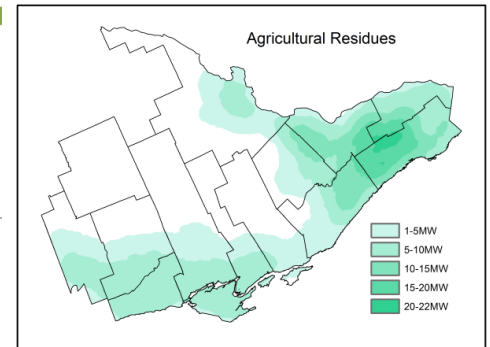 Agricultural Residues
1-5MW
5-10MW
10-15MW
15-20MW
20-22MW